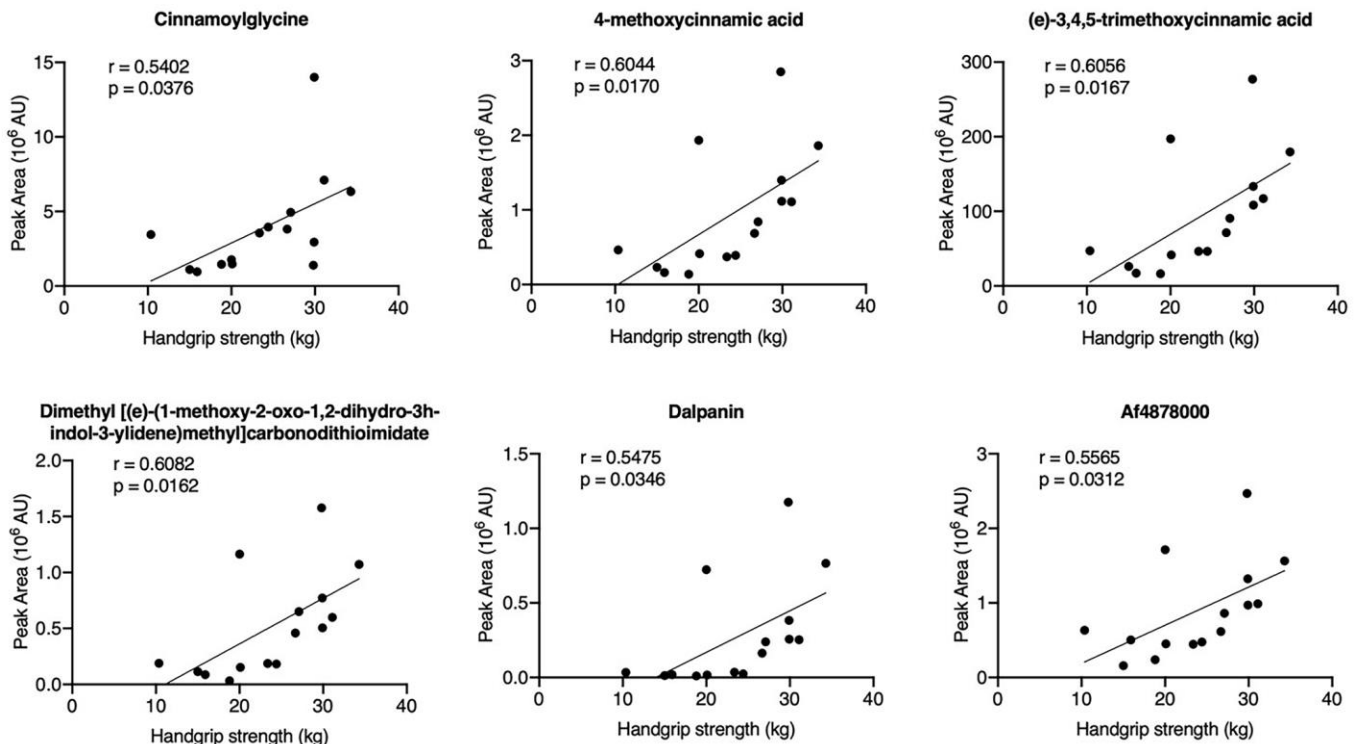 Cinnamoylglycine
r = 0.5402
p = 0.0376
Peak Area (10⁶ AU)
15
10
5
0
0 10 20 30 40
Handgrip strength (kg)
4-methoxycinnamic acid
r = 0.6044
p = 0.0170
Peak Area (10⁶ AU)
3
2
1
0
0 10 20 30 40
Handgrip strength (kg)
(e)-3,4,5-trimethoxycinnamic acid
r = 0.6056
p = 0.0167
Peak Area (10⁶ AU)
300
200
100
0
0 10 20 30 40
Handgrip strength (kg)
Dimethyl [(e)-(1-methoxy-2-oxo-1,2-dihydro-3h-
indol-3-ylidene)methyl]carbonodithioimidate
r = 0.6082
p = 0.0162
Peak Area (10⁶ AU)
2.0
1.5
1.0
0.5
0.0
0 10 20 30 40
Handgrip strength (kg)
Dalpanin
r = 0.5475
p = 0.0346
Peak Area (10⁶ AU)
1.5
1.0
0.5
0.0
0 10 20 30 40
Handgrip strength (kg)
Af4878000
r = 0.5565
p = 0.0312
Peak Area (10⁶ AU)
3
2
1
0
0 10 20 30 40
Handgrip strength (kg)